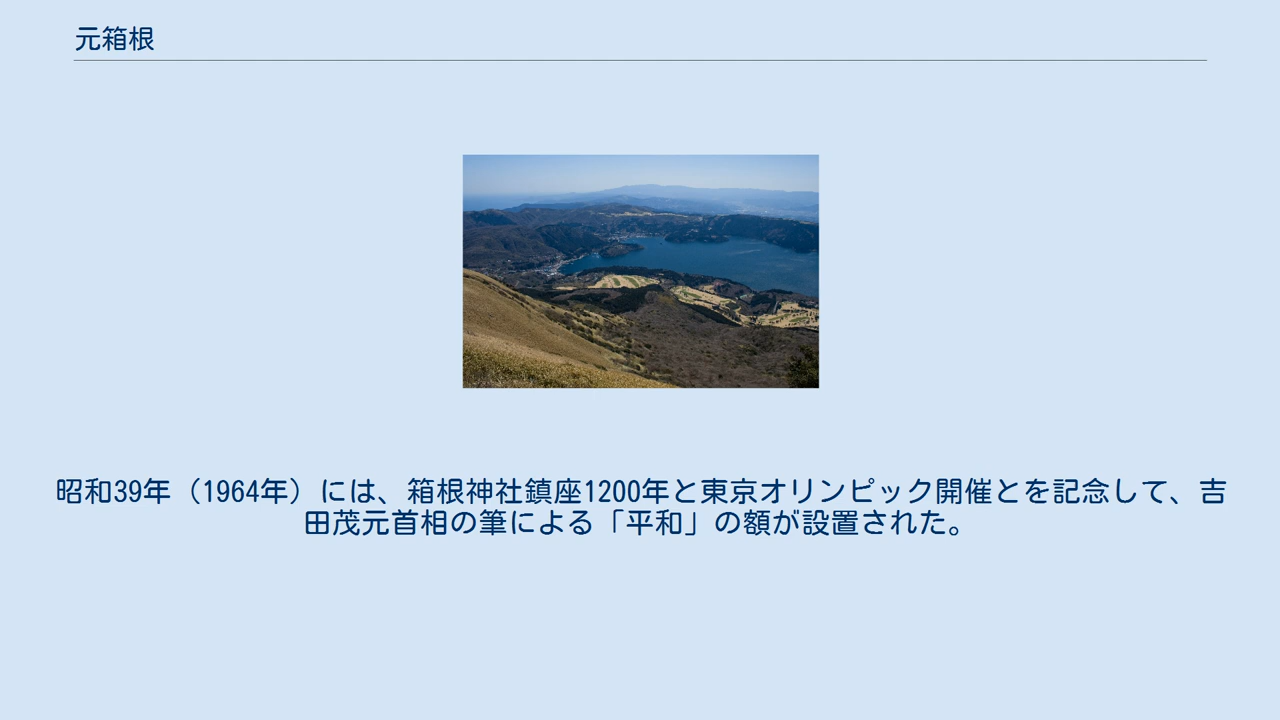 元箱根
昭和39年（1964年）には、箱根神社鎮座1200年と東京オリンピック開催とを記念して、吉
田茂元首相の筆による「平和」の額が設置された。